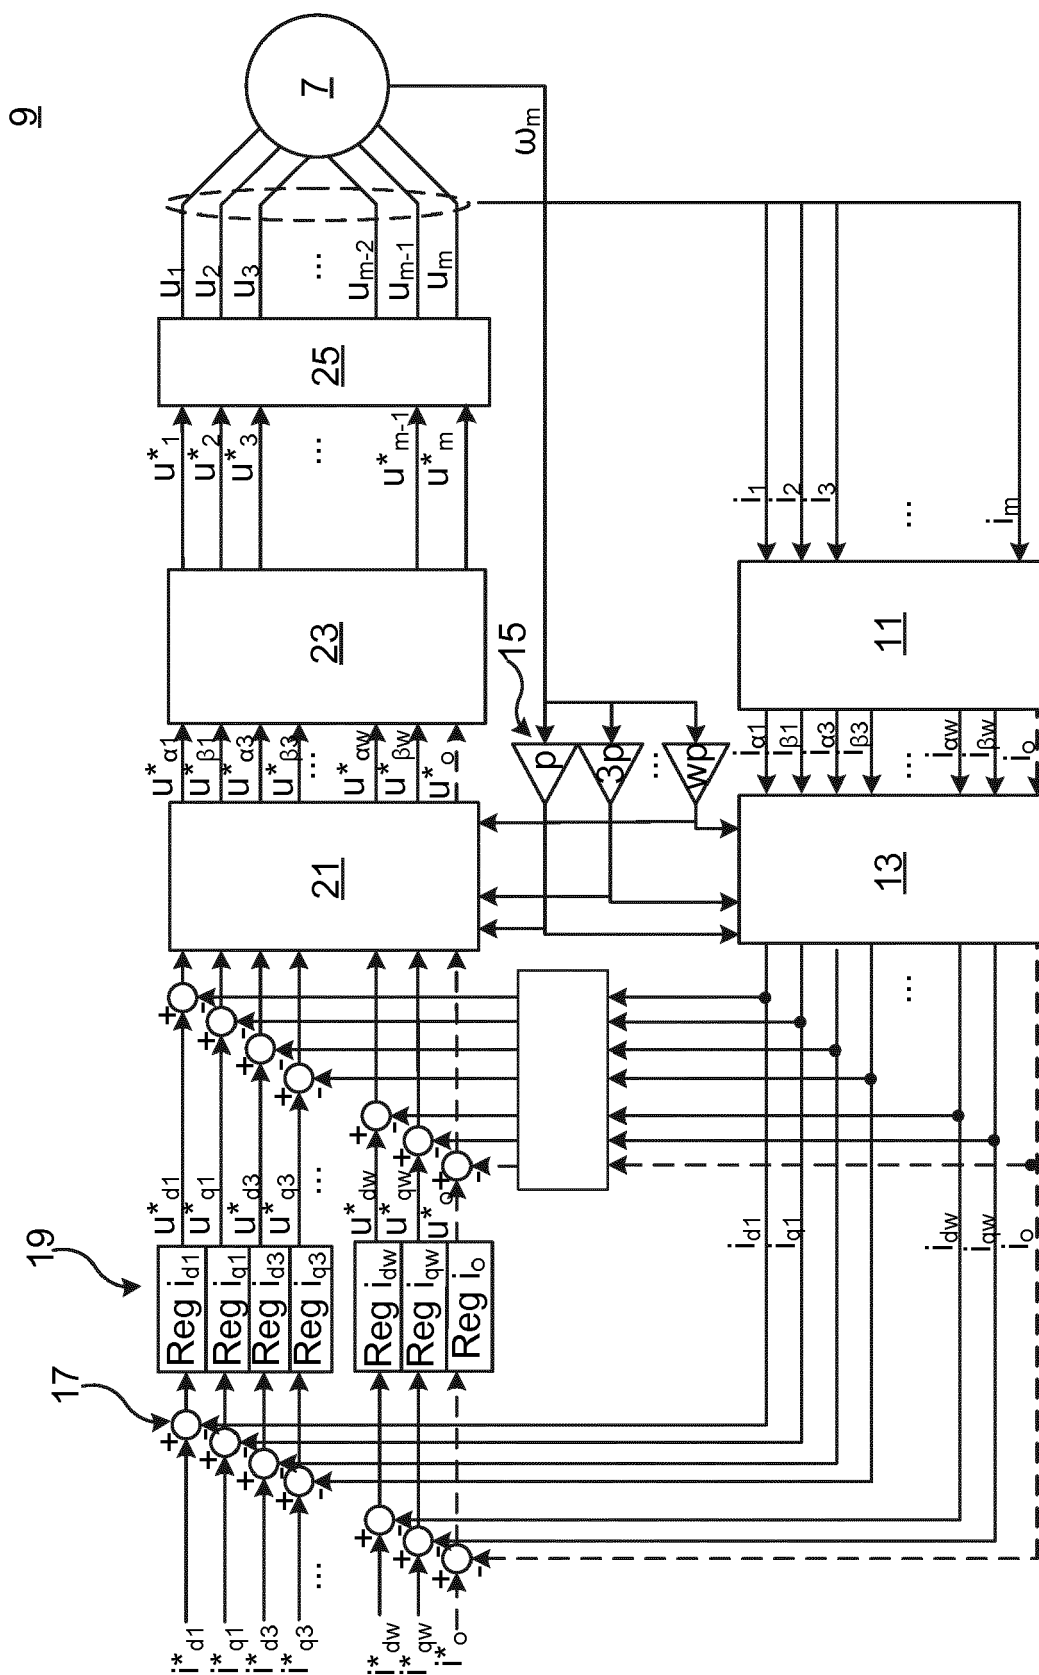 9
7
ωm
u1
u2
u3
...
um-2
um-1
um
25
u*1
u*2
u*3
...
u*m-1
u*m
i1
i2
i3
...
im
23
15
11
u*α1
u*β1
u*α3
u*β3
...
u*αw
u*βw
u*o
p
3p
...
wp
iα1
iβ1
iα3
iβ3
...
iαw
iβw
io
21
13
...
+ -
+ -
+ -
+ -
+ -
+ -
+ -
u*d1
u*q1
u*d3
u*q3
...
u*dw
u*qw
u*o
id1
iq1
idw
iqw
io
19
Reg id1
Reg iq1
Reg id3
Reg iq3
Reg idw
Reg iqw
Reg io
17
+ -
+ -
+ -
+ -
+ -
+ -
+ -
i*d1
i*q1
i*d3
i*q3
...
i*dw
i*qw
i*o